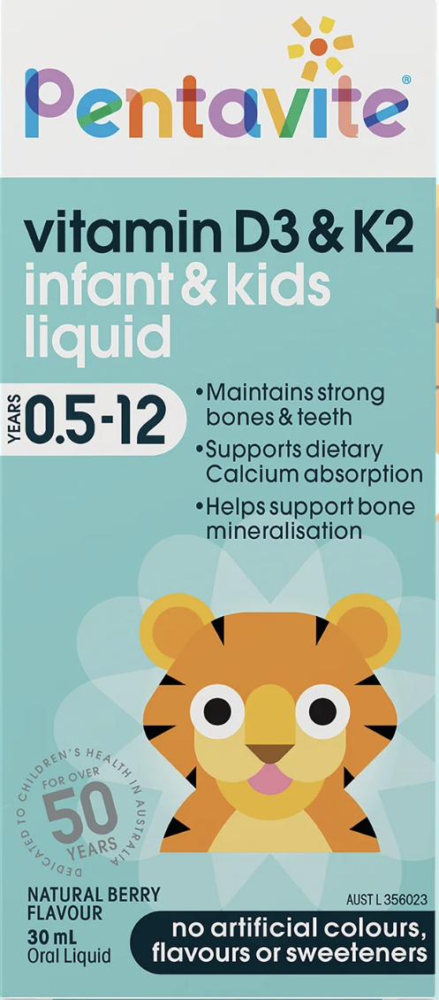 Pentavite®
vitamin D3 & K2
infant & kids
liquid
YEARS 0.5-12
•Maintains strong
bones & teeth
•Supports dietary
Calcium absorption
•Helps support bone
mineralisation
DEDICATED TO CHILDREN'S HEALTH IN AUSTRALIA
FOR OVER
50
YEARS
NATURAL BERRY
FLAVOUR
30 mL
Oral Liquid
AUST L 356023
no artificial colours,
flavours or sweeteners